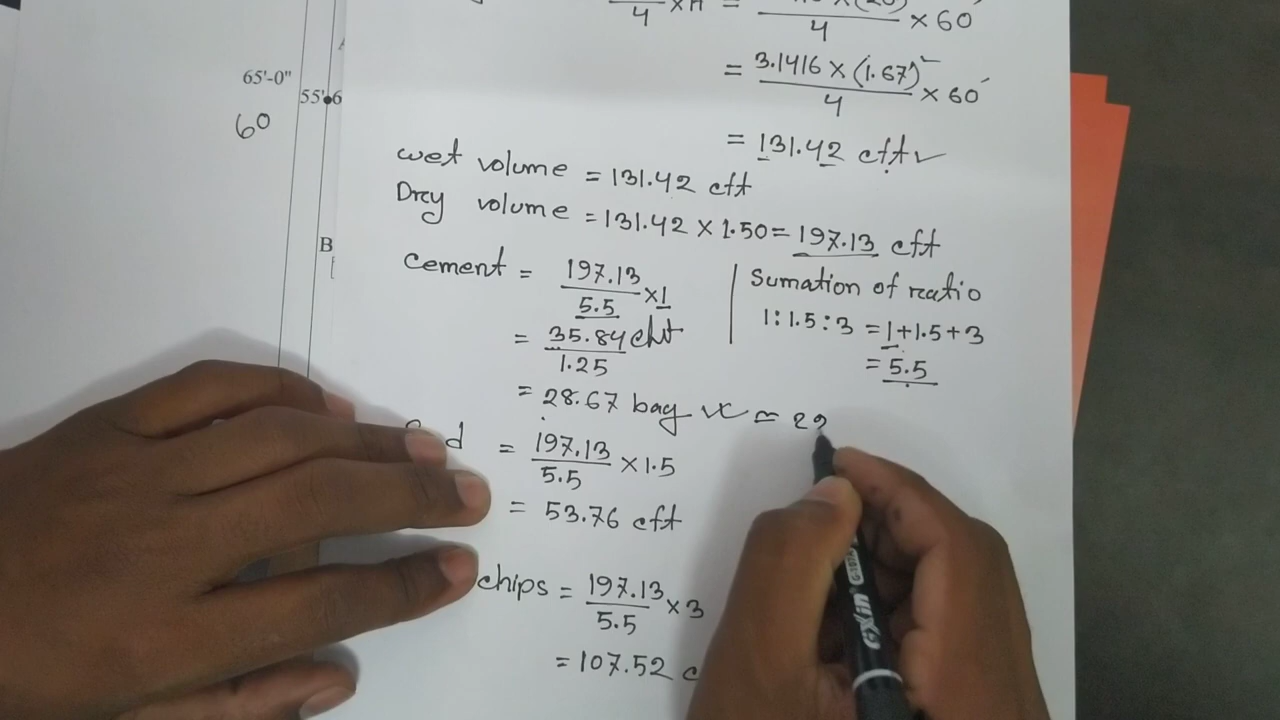 4 ×H = 4 × 60'
= 3.1416 × (1.67)² / 4 × 60'
= 131.42 cft
65'-0"
55'6
60
wet volume = 131.42 cft
Dry volume = 131.42 × 1.50 = 197.13 cft
B
cement = 197.13 / 5.5 × 1
Sumation of ratio
1:1.5:3 = 1+1.5+3
= 5.5
= 35.84 cft / 1.25
= 28.67 bag ≃ 29
= 197.13 / 5.5 × 1.5
= 53.76 cft
chips = 197.13 / 5.5 × 3
= 107.52 c
GXin